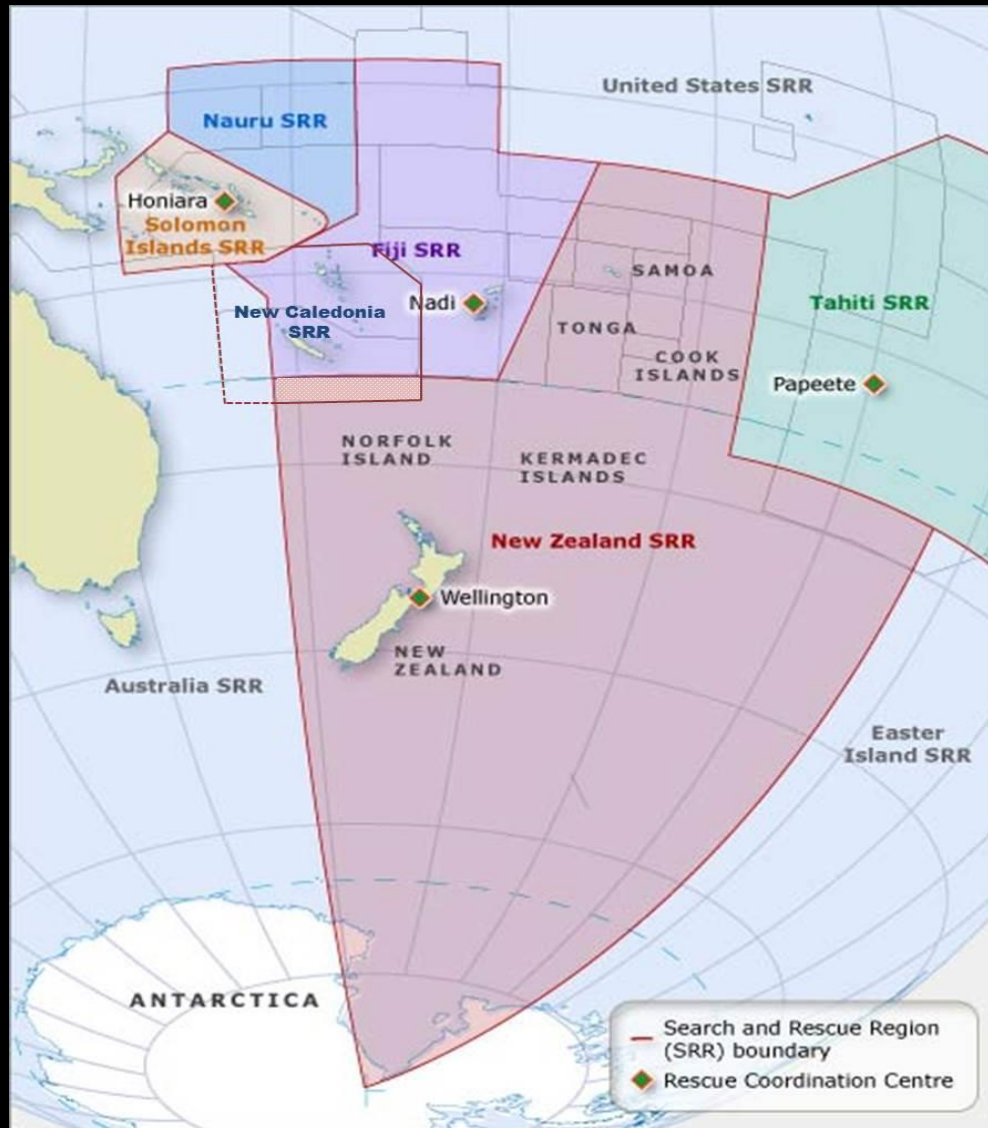 United States SRR
Nauru SRR
Honiara
Solomon
Islands SRR
Fiji SRR
SAMOA
New Caledonia
SRR
Nadi
Tahiti SRR
TONGA
COOK
ISLANDS
Papeete
NORFOLK
ISLAND
KERMADEC
ISLANDS
New Zealand SRR
Wellington
NEW
ZEALAND
Australia SRR
Easter
Island SRR
ANTARCTICA
Search and Rescue Region
(SRR) boundary
Rescue Coordination Centre